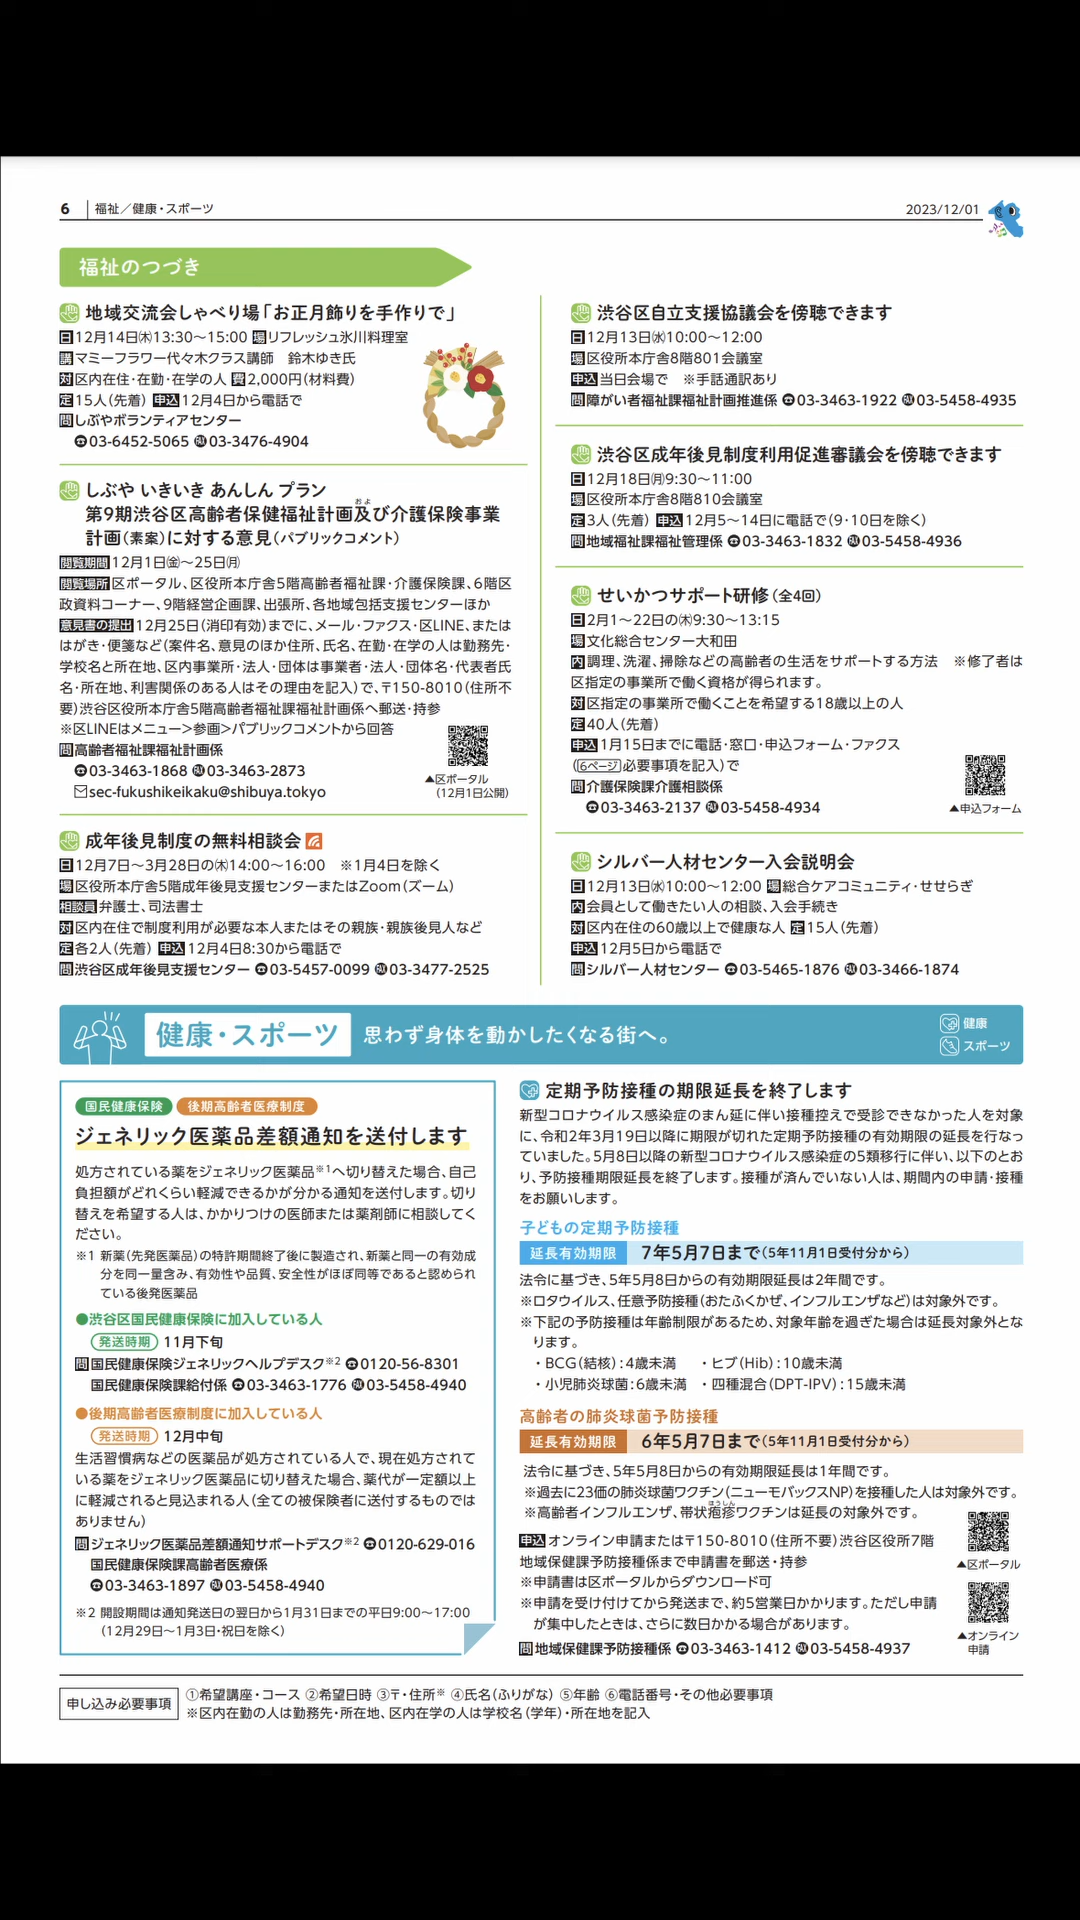 6 福祉／健康・スポーツ
2023/12/01
福祉のつづき
地域交流会しゃべり場「お正月飾りを手作りで」
日12月14日㈭13:30〜15:00 場リフレッシュ氷川料理室
講マミーフラワー代々木クラス講師　鈴木ゆき氏
対区内在住・在勤・在学の人 費2,000円（材料費）
定15人（先着） 申込12月4日から電話で
問しぶやボランティアセンター
☎03-6452-5065 FAX03-3476-4904
しぶや いきいき あんしん プラン
第9期渋谷区高齢者保健福祉計画及び介護保険事業
およ
計画（素案）に対する意見（パブリックコメント）
閲覧期間12月1日㈮〜25日㈪
閲覧場所区ポータル、区役所本庁舎5階高齢者福祉課・介護保険課、6階区
政資料コーナー、9階経営企画課、出張所、各地域包括支援センターほか
意見書の提出12月25日（消印有効）までに、メール・ファクス・区LINE、または
はがき・便箋など（案件名、意見のほか住所、氏名、在勤・在学の人は勤務先・
学校名と所在地、区内事業所・法人・団体は事業者・法人・団体名・代表者氏
名・所在地、利害関係のある人はその理由を記入）で、〒150-8010（住所不
要）渋谷区役所本庁舎5階高齢者福祉課福祉計画係へ郵送・持参
※区LINEはメニュー＞参画＞パブリックコメントから回答
問高齢者福祉課福祉計画係
☎03-3463-1868 FAX03-3463-2873
✉sec-fukushikeikaku@shibuya.tokyo
▲区ポータル
（12月1日公開）
成年後見制度の無料相談会
日12月7日〜3月28日の㈭14:00〜16:00　※1月4日を除く
場区役所本庁舎5階成年後見支援センターまたはZoom（ズーム）
相談員弁護士、司法書士
対区内在住で制度利用が必要な本人またはその親族・親族後見人など
定各2人（先着） 申込12月4日8:30から電話で
問渋谷区成年後見支援センター ☎03-5457-0099 FAX03-3477-2525
渋谷区自立支援協議会を傍聴できます
日12月13日㈬10:00〜12:00
場区役所本庁舎8階801会議室
申込当日会場で　※手話通訳あり
問障がい者福祉課福祉計画推進係 ☎03-3463-1922 FAX03-5458-4935
渋谷区成年後見制度利用促進審議会を傍聴できます
日12月18日㈪9:30〜11:00
場区役所本庁舎8階810会議室
定3人（先着） 申込12月5〜14日に電話で（9・10日を除く）
問地域福祉課福祉管理係 ☎03-3463-1832 FAX03-5458-4936
せいかつサポート研修（全4回）
日2月1〜22日の㈭9:30〜13:15
場文化総合センター大和田
内調理、洗濯、掃除などの高齢者の生活をサポートする方法　※修了者は
区指定の事業所で働く資格が得られます。
対区指定の事業所で働くことを希望する18歳以上の人
定40人（先着）
申込1月15日までに電話・窓口・申込フォーム・ファクス
（6ページ必要事項を記入）で
問介護保険課介護相談係
☎03-3463-2137 FAX03-5458-4934
▲申込フォーム
シルバー人材センター入会説明会
日12月13日㈬10:00〜12:00 場総合ケアコミュニティ・せせらぎ
内会員として働きたい人の相談、入会手続き
対区内在住の60歳以上で健康な人 定15人（先着）
申込12月5日から電話で
問シルバー人材センター ☎03-5465-1876 FAX03-3466-1874
健康・スポーツ 思わず身体を動かしたくなる街へ。
健康
スポーツ
国民健康保険 後期高齢者医療制度
ジェネリック医薬品差額通知を送付します
処方されている薬をジェネリック医薬品※1へ切り替えた場合、自己
負担額がどれくらい軽減できるかが分かる通知を送付します。切り
替えを希望する人は、かかりつけの医師または薬剤師に相談してく
ださい。
※1 新薬（先発医薬品）の特許期間終了後に製造され、新薬と同一の有効成
分を同一量含み、有効性や品質、安全性がほぼ同等であると認められ
ている後発医薬品
●渋谷区国民健康保険に加入している人
発送時期 11月下旬
問国民健康保険ジェネリックヘルプデスク※2 ☎0120-56-8301
国民健康保険課給付係 ☎03-3463-1776 FAX03-5458-4940
●後期高齢者医療制度に加入している人
発送時期 12月中旬
生活習慣病などの医薬品が処方されている人で、現在処方されて
いる薬をジェネリック医薬品に切り替えた場合、薬代が一定額以上
に軽減されると見込まれる人（全ての被保険者に送付するものでは
ありません）
問ジェネリック医薬品差額通知サポートデスク※2 ☎0120-629-016
国民健康保険課高齢者医療係
☎03-3463-1897 FAX03-5458-4940
※2 開設期間は通知発送日の翌日から1月31日までの平日9:00〜17:00
（12月29日〜1月3日・祝日を除く）
定期予防接種の期限延長を終了します
新型コロナウイルス感染症のまん延に伴い接種控えで受診できなかった人を対象
に、令和2年3月19日以降に期限が切れた定期予防接種の有効期限の延長を行なっ
ていました。5月8日以降の新型コロナウイルス感染症の5類移行に伴い、以下のとお
り、予防接種期限延長を終了します。接種が済んでいない人は、期間内の申請・接種
をお願いします。
子どもの定期予防接種
延長有効期限 7年5月7日まで（5年11月1日受付分から）
法令に基づき、5年5月8日からの有効期限延長は2年間です。
※ロタウイルス、任意予防接種（おたふくかぜ、インフルエンザなど）は対象外です。
※下記の予防接種は年齢制限があるため、対象年齢を過ぎた場合は延長対象外とな
ります。
・BCG（結核）：4歳未満　・ヒブ（Hib）：10歳未満
・小児肺炎球菌：6歳未満　・四種混合（DPT-IPV）：15歳未満
高齢者の肺炎球菌予防接種
延長有効期限 6年5月7日まで（5年11月1日受付分から）
法令に基づき、5年5月8日からの有効期限延長は1年間です。
※過去に23価の肺炎球菌ワクチン（ニューモバックスNP）を接種した人は対象外です。
ほうしん
※高齢者インフルエンザ、帯状疱疹ワクチンは延長の対象外です。
申込オンライン申請または〒150-8010（住所不要）渋谷区役所7階
地域保健課予防接種係まで申請書を郵送・持参
※申請書は区ポータルからダウンロード可
※申請を受け付けてから発送まで、約5営業日かかります。ただし申請
が集中したときは、さらに数日かかる場合があります。
問地域保健課予防接種係 ☎03-3463-1412 FAX03-5458-4937
▲区ポータル
▲オンライン
申請
申し込み必要事項 ①希望講座・コース ②希望日時 ③〒・住所※ ④氏名（ふりがな） ⑤年齢 ⑥電話番号・その他必要事項
※区内在勤の人は勤務先・所在地、区内在学の人は学校名（学年）・所在地を記入